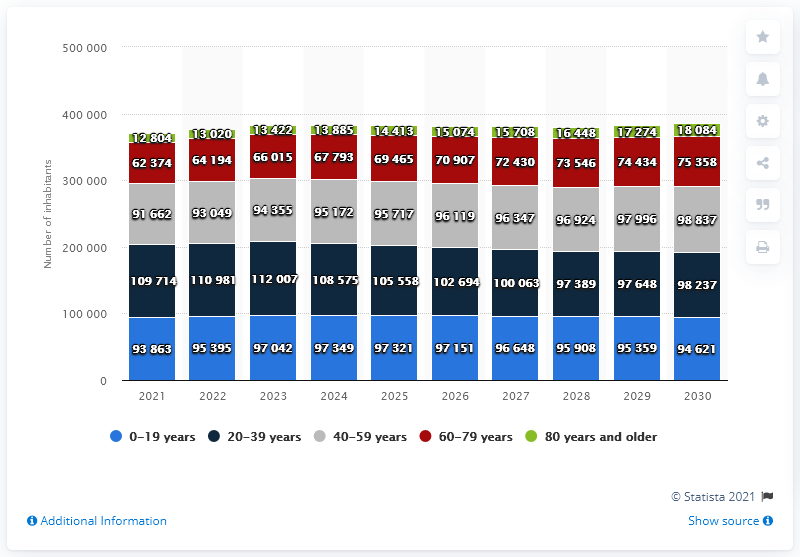 500 000
400 000
300 000
200 000
100 000
0
Number of inhabitants
12 804 13 020 13 422 13 885 14 413 15 074 15 708 16 448 17 274 18 084
62 374 64 194 66 015 67 793 69 465 70 907 72 430 73 546 74 434 75 358
91 662 93 049 94 355 95 172 95 717 96 119 96 347 96 924 97 996 98 837
109 714 110 981 112 007 108 575 105 558 102 694 100 063 97 389 97 648 98 237
93 863 95 395 97 042 97 349 97 321 97 151 96 648 95 908 95 359 94 621
2021 2022 2023 2024 2025 2026 2027 2028 2029 2030
0-19 years 20-39 years 40-59 years 60-79 years 80 years and older
© Statista 2021
Additional Information Show source